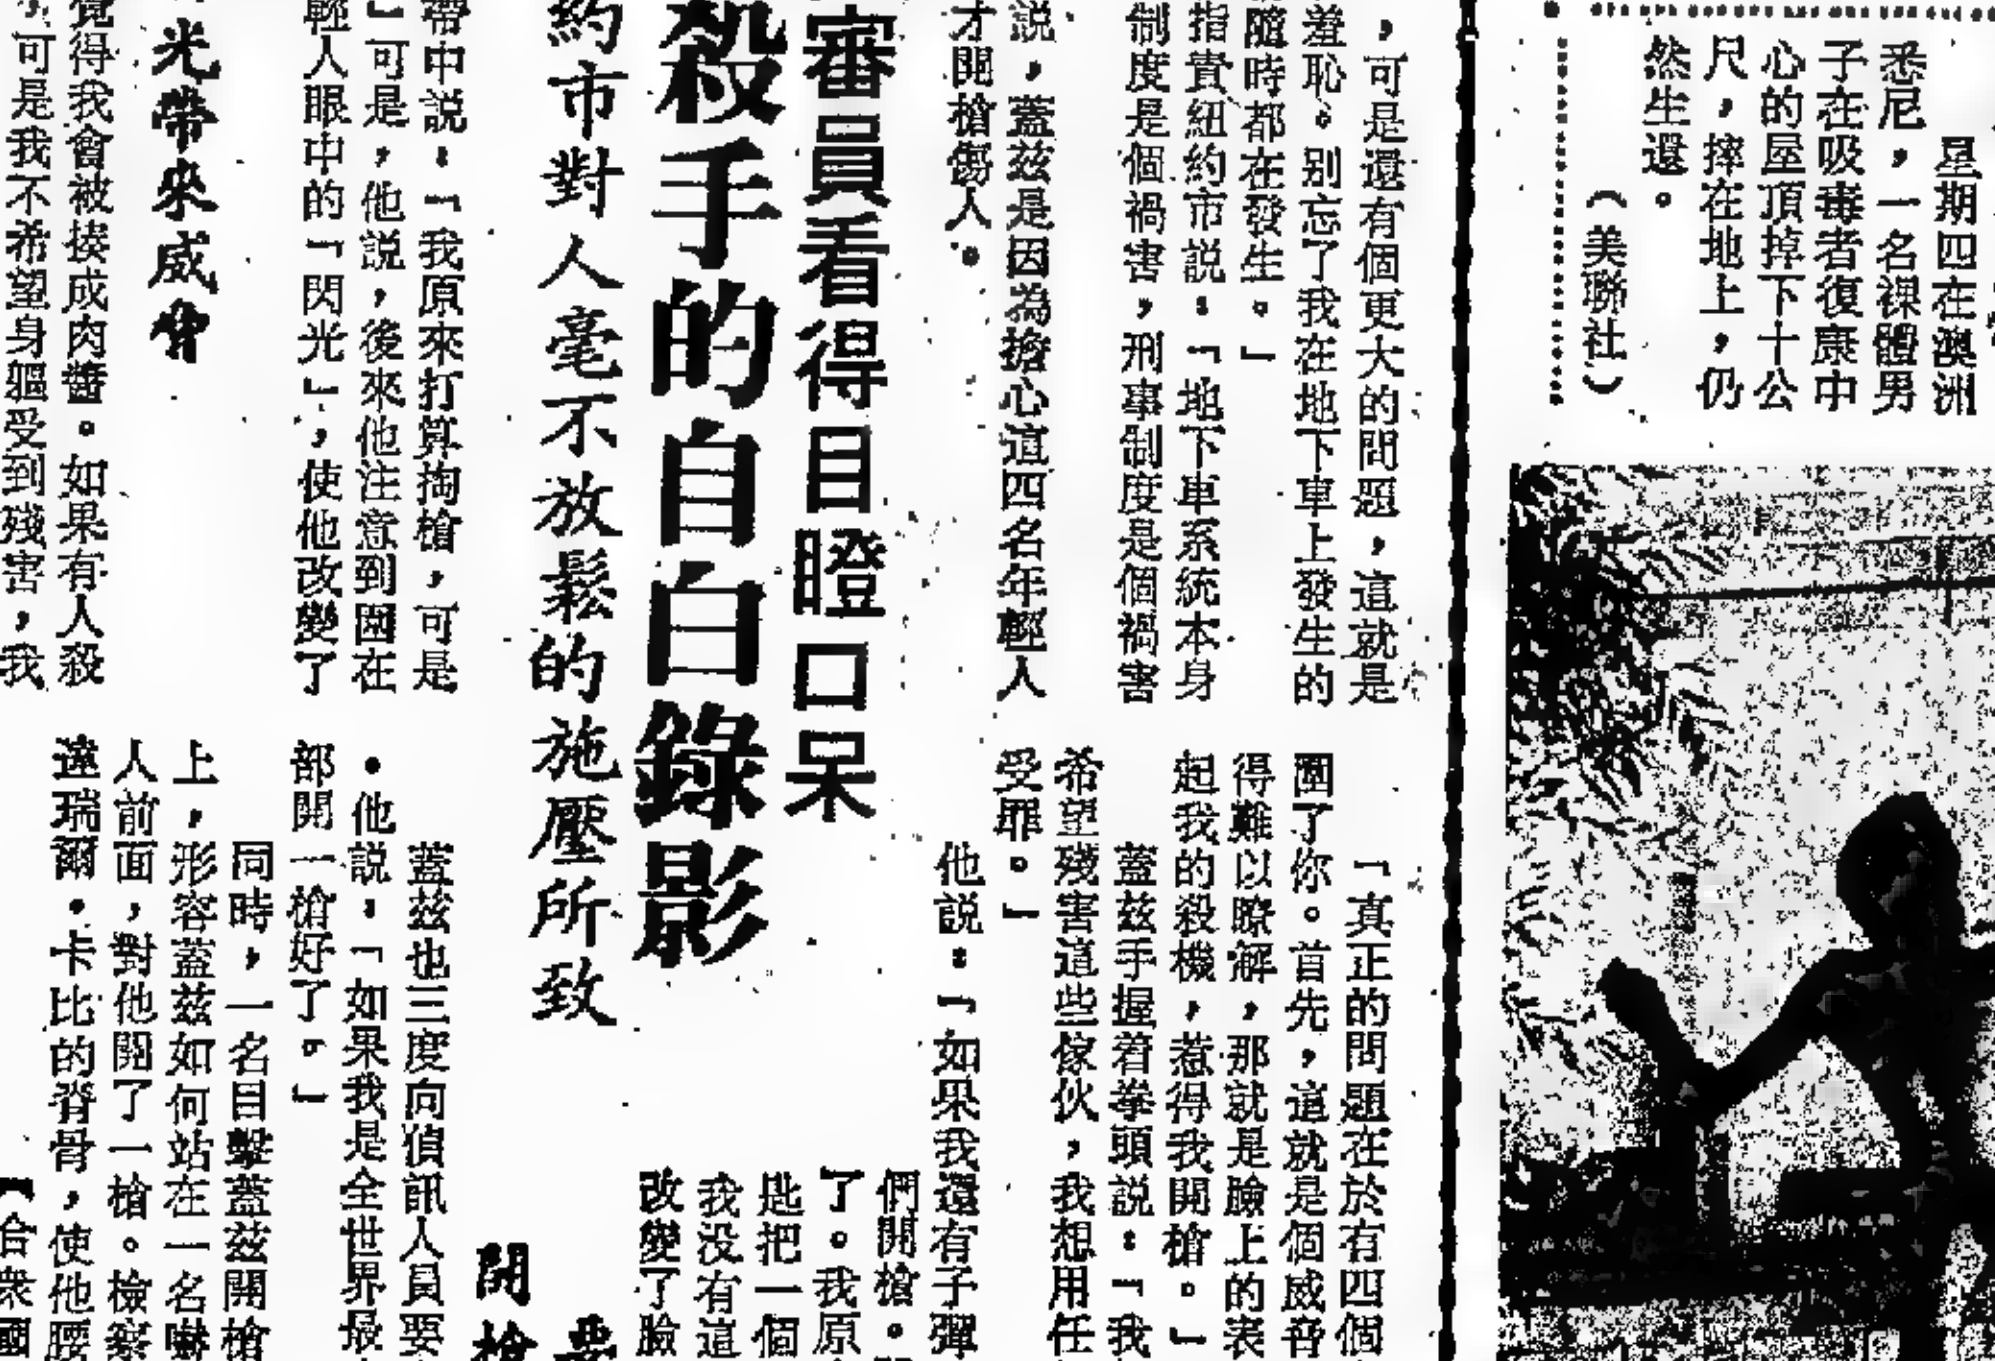 星期四在澳洲
悉尼，一名裸體男
子在吸毒者復康中
心的屋頂掉下十公
尺，摔在地上，仍
然生還。
（美聯社）
，可是還有個更大的問題，這就是
羞恥。别忘了我在地下車上發生的
隨時都在發生。」
指責紐約市説：「地下車系統本身
制度是個禍害，刑事制度是個禍害
説，蓋茲是因為擔心這四名年輕人
才開槍傷人。
「真正的問題在於有四個
圍了你。首先，這就是個威脅
得難以瞭解，那就是臉上的表
起我的殺機，惹得我開槍。」
蓋茲手握着拳頭説：「我
希望殘害這些傢伙，我想用任
受罪。」
他説：「如果我還有子彈
們開槍。
了。我原
匙把一個
我没有這
改變了臉
審員看得目瞪口呆
殺手的自白錄影
約市對人毫不放鬆的施壓所致
開槍
帶中説：「我原來打算掏槍，可是
」可是，他説，後來他注意到圍在
輕人眼中的「閃光」，使他改變了
光帶來威脅
覺得我會被揍成肉醬。如果有人殺
可是我不希望身軀受到殘害，我
蓋茲也三度向偵訊人員要
・他説：「如果我是全世界最
部開一槍好了。」
同時，一名目擊蓋茲開槍
上，形容蓋茲如何站在一名嚇
人前面，對他開了一槍。檢察
達瑞爾・卡比的脊骨，使他腰
【合衆國